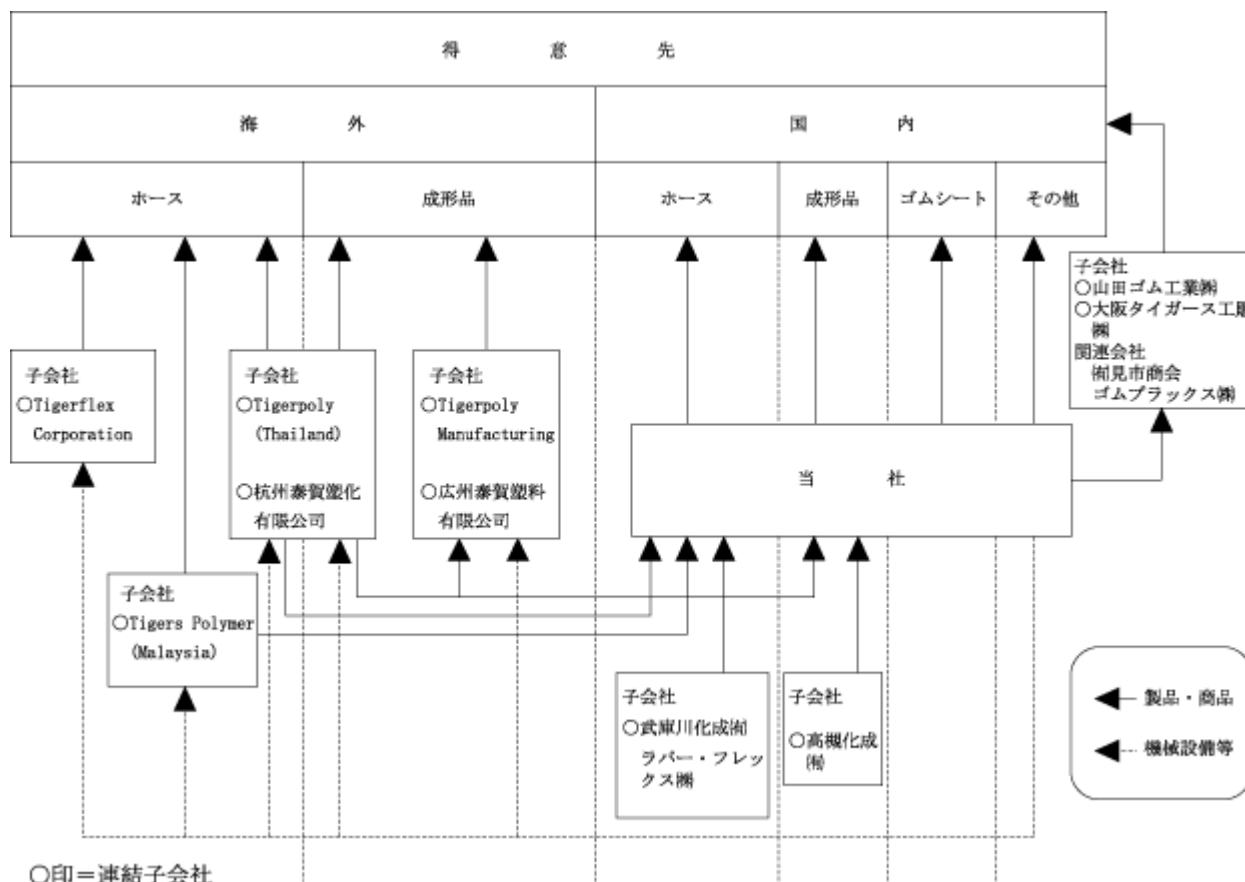 得意先
海外
国内
ホース
成形品
ホース
成形品
ゴムシート
その他
子会社
○山田ゴム工業㈱
○大阪タイガース工販
㈱
関連会社
㈲見市商会
ゴムプラックス㈱
子会社
○Tigerflex
Corporation
子会社
○Tigerpoly
(Thailand)
○杭州泰賀塑化
有限公司
子会社
○Tigerpoly
Manufacturing
○広州泰賀塑料
有限公司
当社
子会社
○Tigers Polymer
(Malaysia)
子会社
○武庫川化成㈲
ラバー・フレッ
クス㈱
子会社
○高槻化成
㈲
製品・商品
機械設備等
○印＝連結子会社